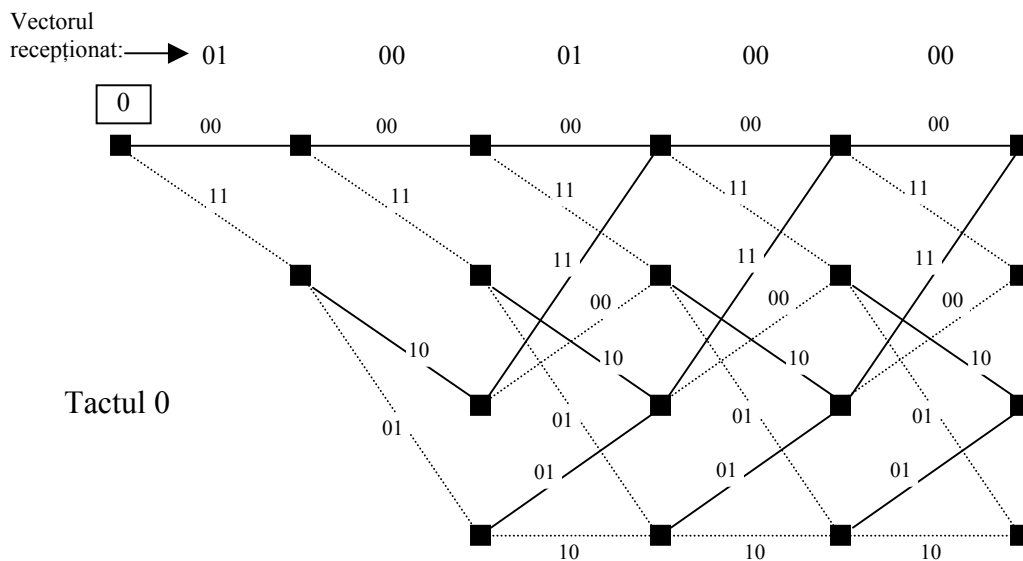 Vectorul
recepționat:
01 00 01 00 00
0
00 00 00 00 00
11 11 11 11 11
11 11 11
00 00 00
10 10 10 10
Tactul 0
01 01 01 01
01 01 01
10 10 10